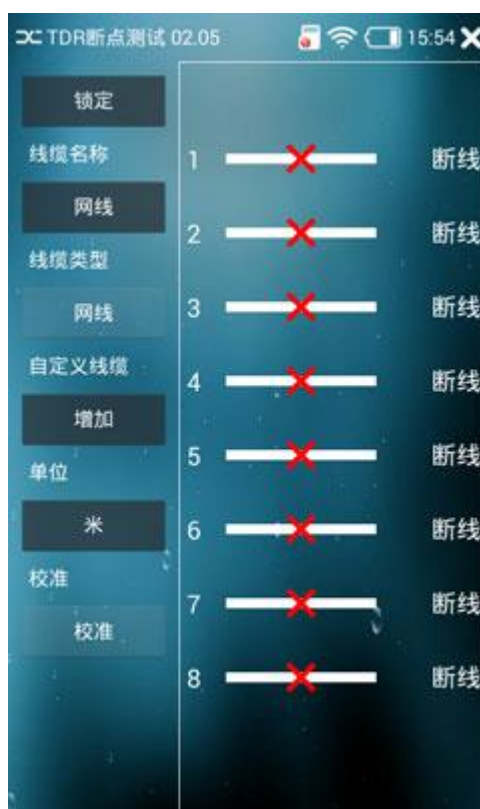 TDR断点测试 02.05 15:54
锁定
线缆名称
网线
线缆类型
网线
自定义线缆
增加
单位
米
校准
校准
1 断线
2 断线
3 断线
4 断线
5 断线
6 断线
7 断线
8 断线